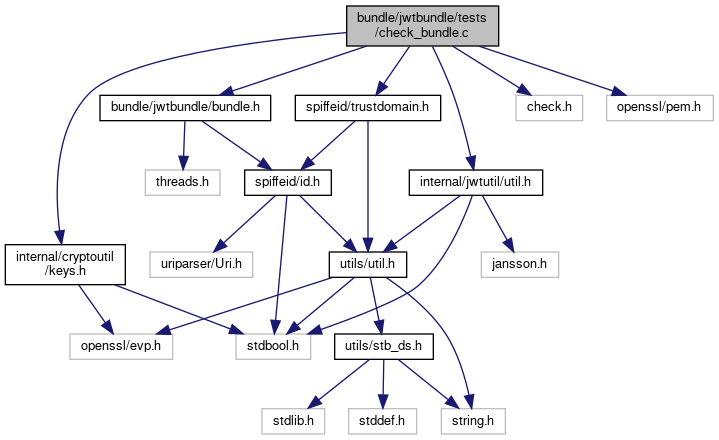 bundle/jwtbundle/tests
/check_bundle.c
bundle/jwtbundle/bundle.h
spiffeid/trustdomain.h
check.h
openssl/pem.h
threads.h
spiffeid/id.h
internal/jwtutil/util.h
internal/cryptoutil
/keys.h
uriparser/Uri.h
utils/util.h
jansson.h
openssl/evp.h
stdbool.h
utils/stb_ds.h
stdlib.h
stddef.h
string.h